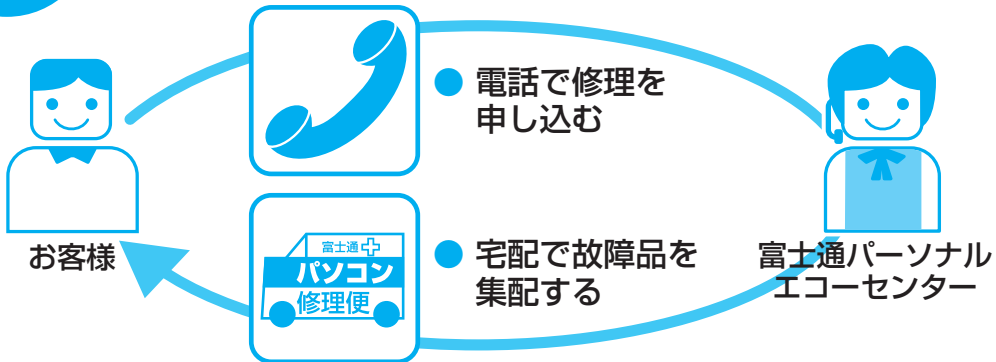 ● 電話で修理を
申し込む
お客様
富士通
パソコン
修理便
● 宅配で故障品を
集配する
富士通パーソナル
エコーセンター